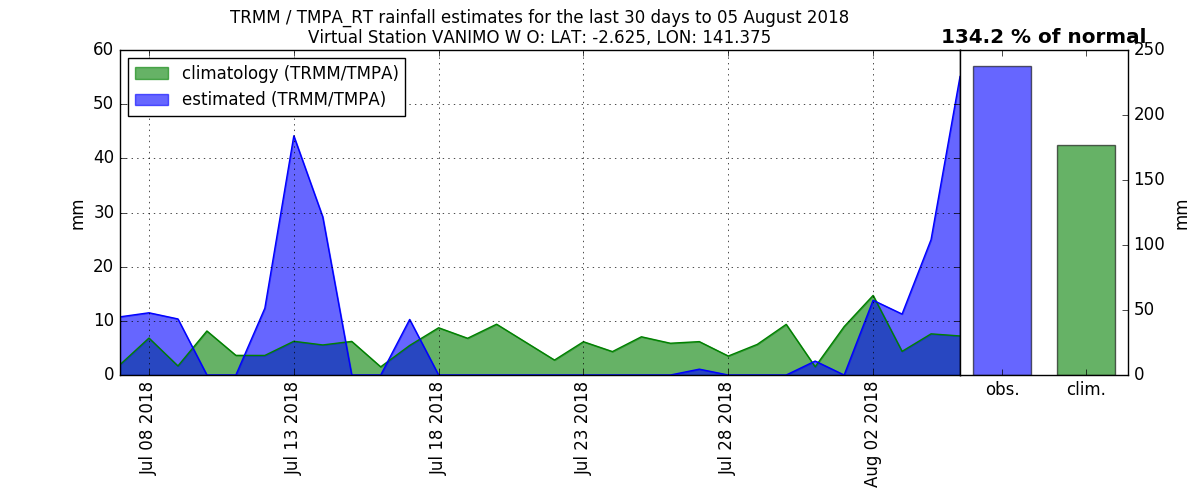 TRMM / TMPA_RT rainfall estimates for the last 30 days to 05 August 2018
Virtual Station VANIMO W O: LAT: -2.625, LON: 141.375
134.2 % of normal
climatology (TRMM/TMPA)
estimated (TRMM/TMPA)
mm
60
50
40
30
20
10
0
Jul 08 2018
Jul 13 2018
Jul 18 2018
Jul 23 2018
Jul 28 2018
Aug 02 2018
obs.
clim.
250
200
150
100
50
0
mm